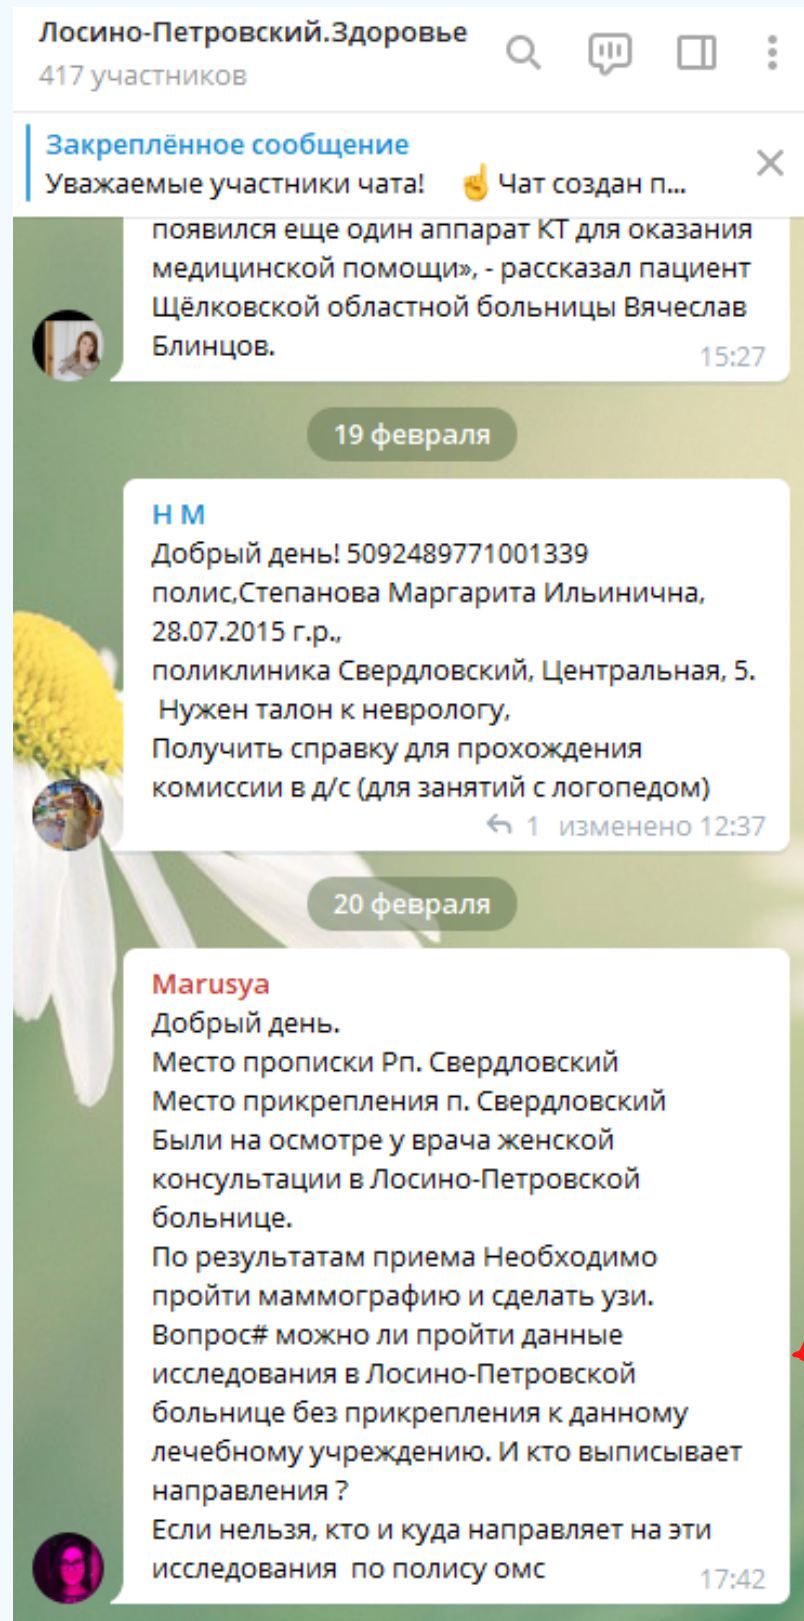 Лосино-Петровский.Здоровье
417 участников
Закреплённое сообщение
Уважаемые участники чата! ☝ Чат создан п...
появился еще один аппарат КТ для оказания
медицинской помощи», - рассказал пациент
Щёлковской областной больницы Вячеслав
Блинцов.
15:27
19 февраля
Н М
Добрый день! 5092489771001339
полис,Степанова Маргарита Ильинична,
28.07.2015 г.р.,
поликлиника Свердловский, Центральная, 5.
Нужен талон к неврологу,
Получить справку для прохождения
комиссии в д/с (для занятий с логопедом)
1 изменено 12:37
20 февраля
Marusya
Добрый день.
Место прописки Рп. Свердловский
Место прикрепления п. Свердловский
Были на осмотре у врача женской
консультации в Лосино-Петровской
больнице.
По результатам приема Необходимо
пройти маммографию и сделать узи.
Вопрос# можно ли пройти данные
исследования в Лосино-Петровской
больнице без прикрепления к данному
лечебному учреждению. И кто выписывает
направления ?
Если нельзя, кто и куда направляет на эти
исследования по полису омс
17:42